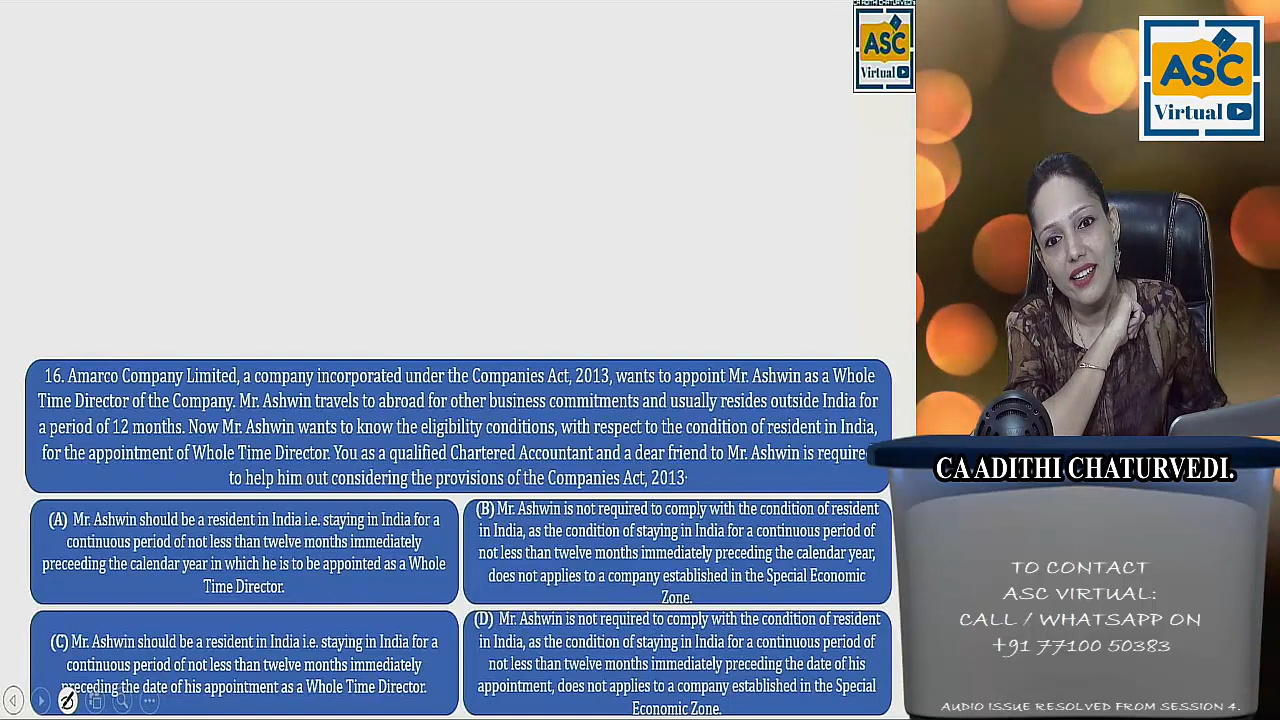 CA ADITHI CHATURVEDI
ASC
Virtual
ASC
Virtual
16. Amarco Company Limited, a company incorporated under the Companies Act, 2013, wants to appoint Mr. Ashwin as a Whole
Time Director of the Company. Mr. Ashwin travels to abroad for other business commitments and usually resides outside India for
a period of 12 months. Now Mr. Ashwin wants to know the eligibility conditions, with respect to the condition of resident in India,
for the appointment of Whole Time Director. You as a qualified Chartered Accountant and a dear friend to Mr. Ashwin is require
to help him out considering the provisions of the Companies Act, 2013.
(A) Mr. Ashwin should be a resident in India i.e. staying in India for a
continuous period of not less than twelve months immediately
preceeding the calendar year in which he is to be appointed as a Whole
Time Director.
(B) Mr. Ashwin is not required to comply with the condition of resident
in India, as the condition of staying in India for a continuous period of
not less than twelve months immediately preceding the calendar year,
does not applies to a company established in the Special Economic
Zone.
(C) Mr. Ashwin should be a resident in India i.e. staying in India for a
continuous period of not less than twelve months immediately
preceding the date of his appointment as a Whole Time Director.
(D) Mr. Ashwin is not required to comply with the condition of resident
in India, as the condition of staying in India for a continuous period of
not less than twelve months immediately preceding the date of his
appointment, does not applies to a company established in the Special
Economic Zone.
CA ADITHI CHATURVEDI.
TO CONTACT
ASC VIRTUAL:
CALL / WHATSAPP ON
+91 77100 50383
AUDIO ISSUE RESOLVED FROM SESSION 4.